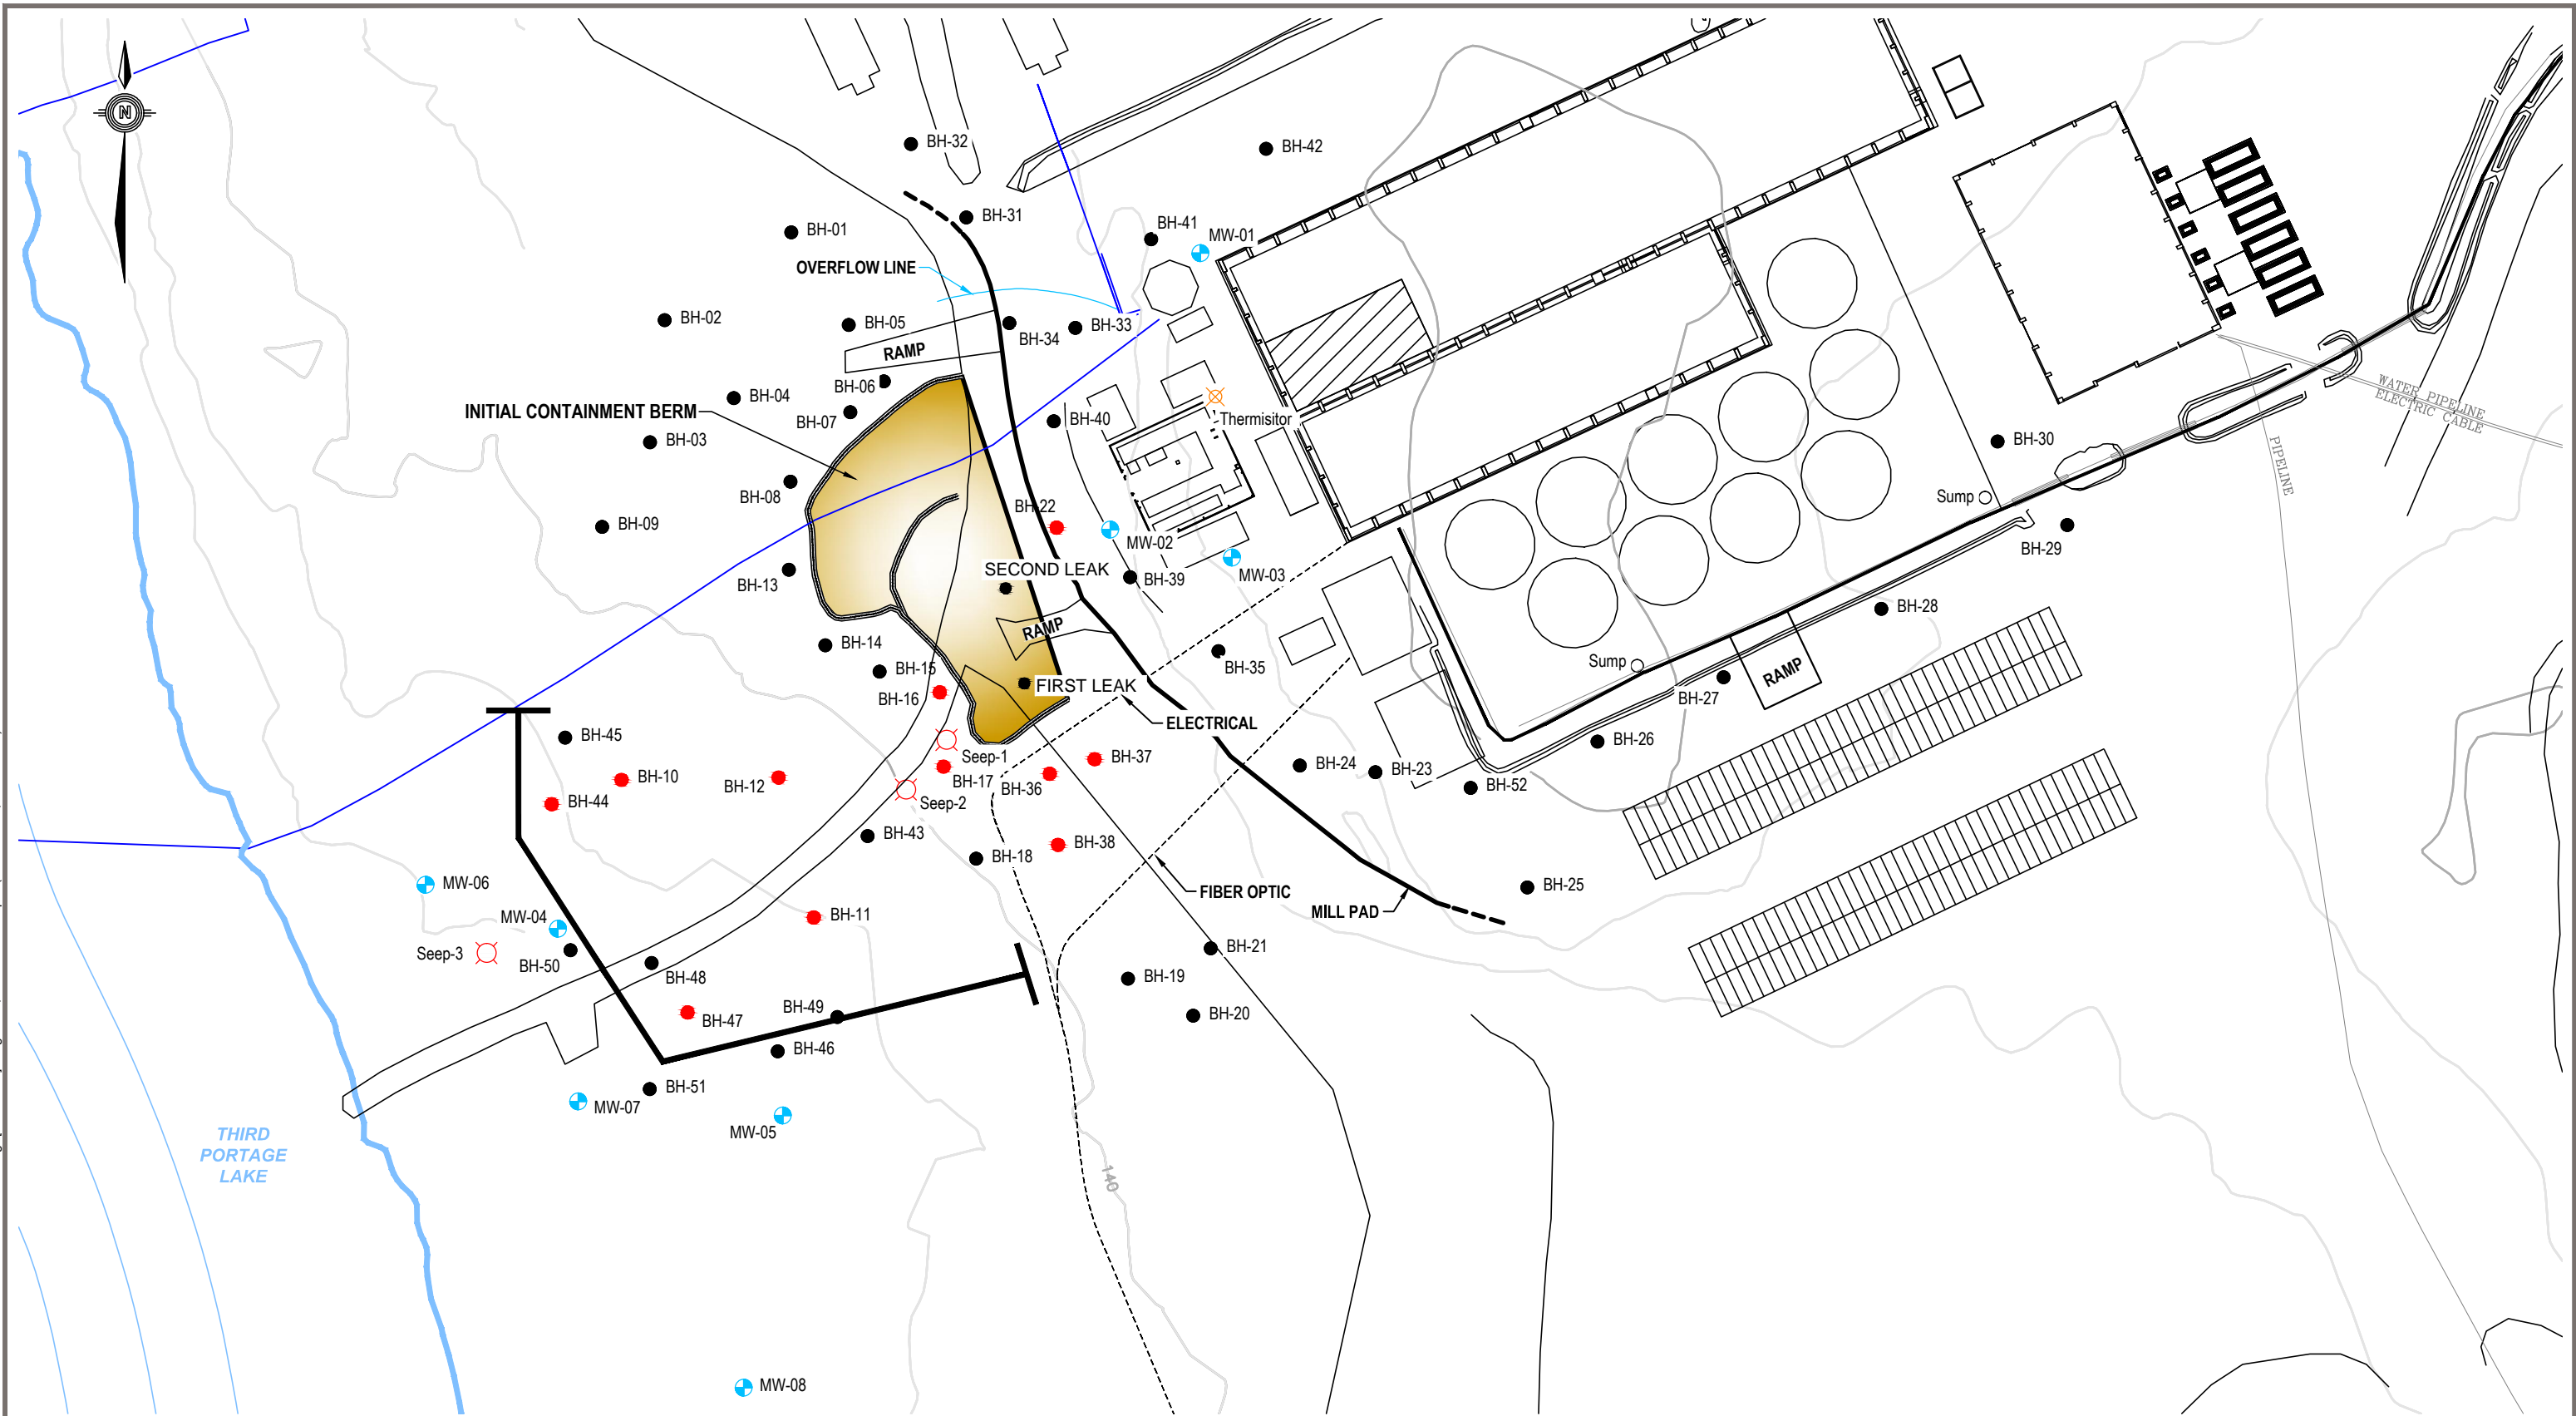 N
BH-32
BH-42
BH-31
BH-01
BH-41
MW-01
OVERFLOW LINE
BH-02
BH-05
BH-34
BH-33
RAMP
BH-06
BH-04
INITIAL CONTAINMENT BERM
BH-07
BH-40
Thermisitor
WATER PIPELINE
ELECTRIC CABLE
BH-03
BH-30
PIPELINE
BH-08
Sump
BH-22
BH-09
MW-02
BH-29
SECOND LEAK
BH-13
BH-39
MW-03
BH-28
RAMP
BH-14
BH-15
BH-35
Sump
RAMP
BH-16
FIRST LEAK
BH-27
ELECTRICAL
BH-45
BH-26
Seep-1
BH-37
BH-10
BH-12
BH-17
BH-36
BH-24
BH-23
BH-52
BH-44
Seep-2
BH-43
BH-38
BH-18
MW-06
FIBER OPTIC
BH-25
MILL PAD
MW-04
BH-11
Seep-3
BH-50
BH-21
BH-48
BH-19
BH-49
BH-47
BH-20
BH-46
BH-51
MW-07
MW-05
THIRD
PORTAGE
LAKE
140
MW-08